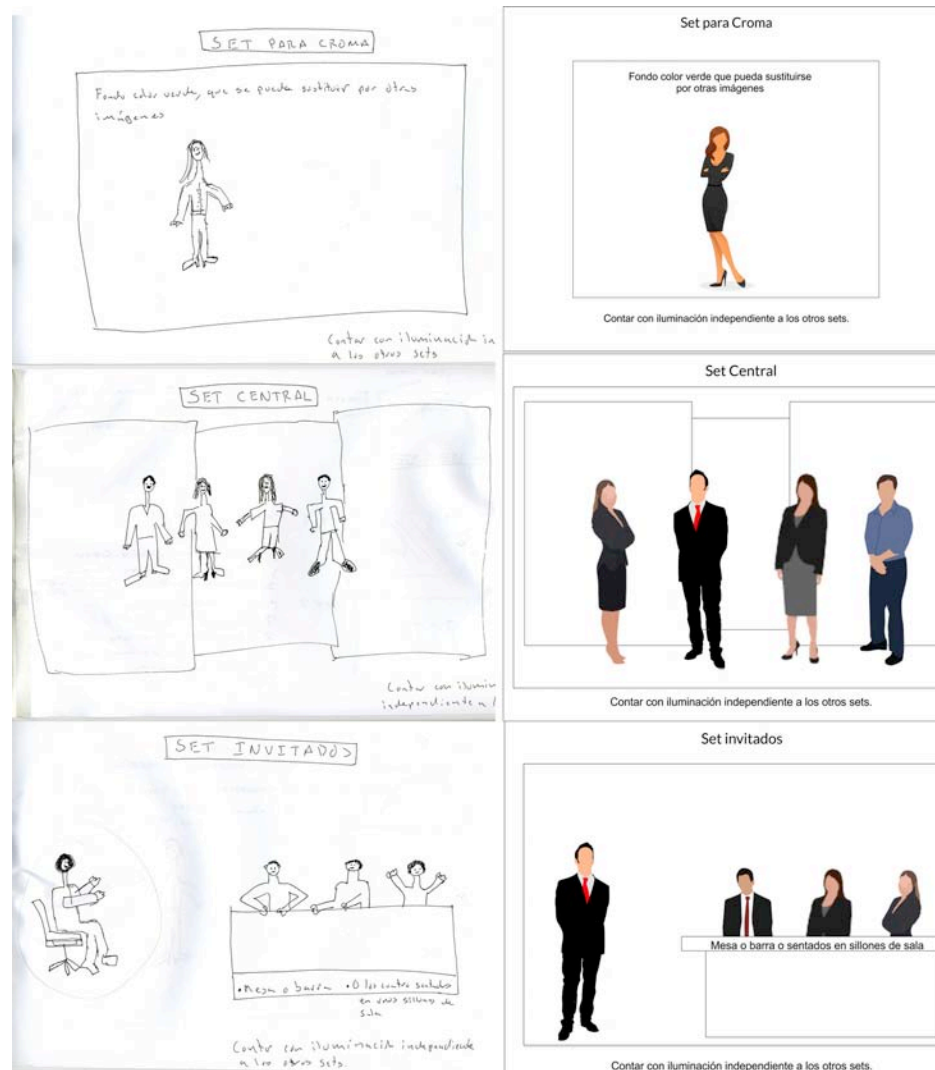 SET PARA CROMA
Fondo color verde, que se pueda sustituir por otras
imágenes
Contar con iluminación in
a los otros sets
Set para Croma
Fondo color verde que pueda sustituirse
por otras imágenes
Contar con iluminación independiente a los otros sets.
SET CENTRAL
Contar con ilumin
independiente a l
Set Central
Contar con iluminación independiente a los otros sets.
SET INVITADOS
• Mesa o barra
• O los cuatro sentados
en unos sillones de
sala
Contar con iluminación independiente
a los otros sets.
Set invitados
Mesa o barra o sentados en sillones de sala
Contar con iluminación independiente a los otros sets.